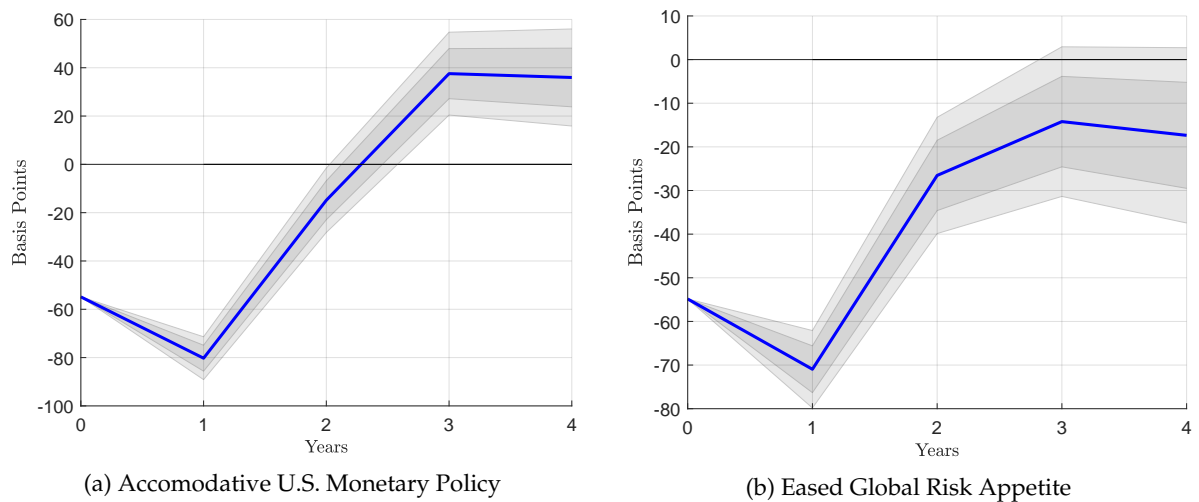 60
40
20
0
-20
-40
-60
-80
-100
Basis Points
0 1 2 3 4
Years
(a) Accomodative U.S. Monetary Policy
10
0
-10
-20
-30
-40
-50
-60
-70
-80
Basis Points
0 1 2 3 4
Years
(b) Eased Global Risk Appetite